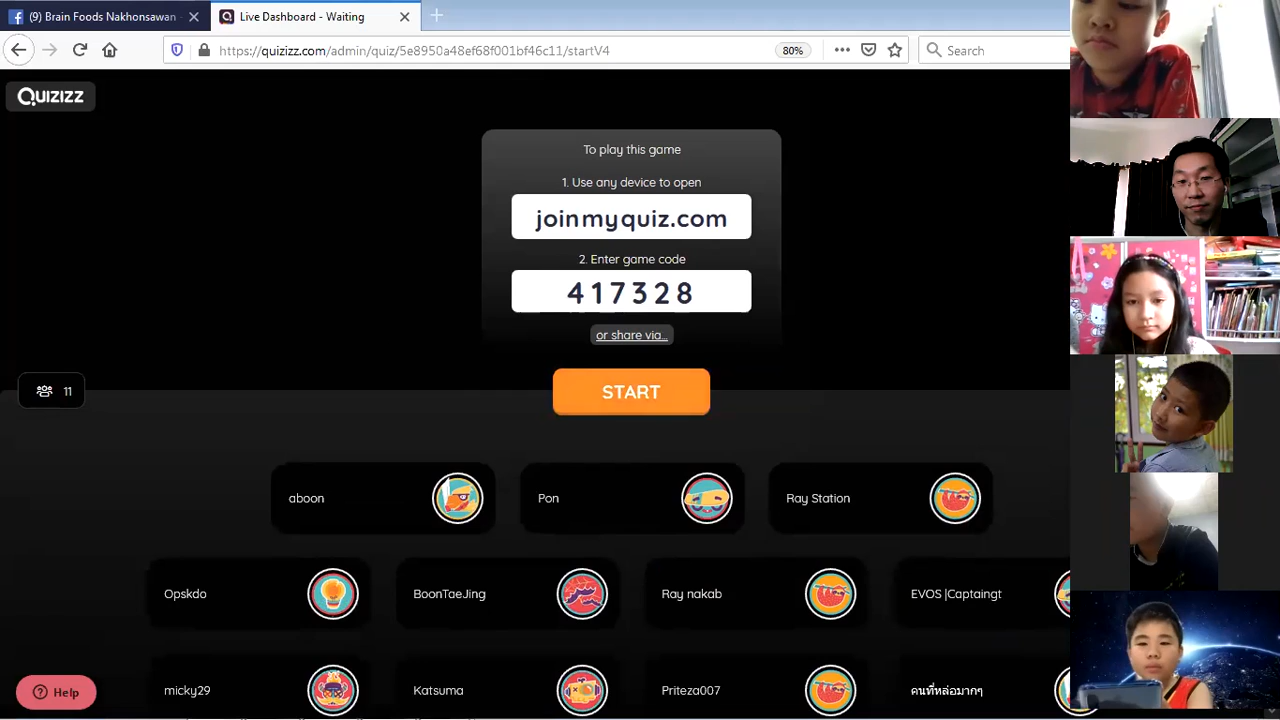 (9) Brain Foods Nakhonsawan -
Live Dashboard - Waiting
https://quizizz.com/admin/quiz/5e8950a48ef68f001bf46c11/startV4
80%
Search
QUIZIZZ
To play this game
1. Use any device to open
joinmyquiz.com
2. Enter game code
417328
or share via...
11
START
aboon
Pon
Ray Station
Opskdo
BoonTaeJing
Ray nakab
EVOS |Captaingt
micky29
Katsuma
Priteza007
คนที่หล่อมากๆ
Help